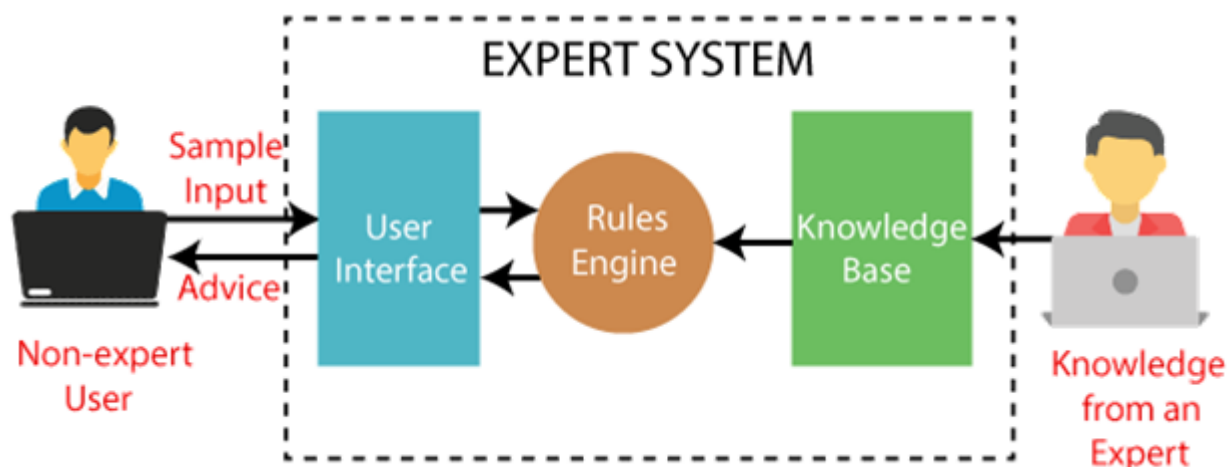 EXPERT SYSTEM
Sample
Input
Advice
Non-expert
User
User
Interface
Rules
Engine
Knowledge
Base
Knowledge
from an
Expert